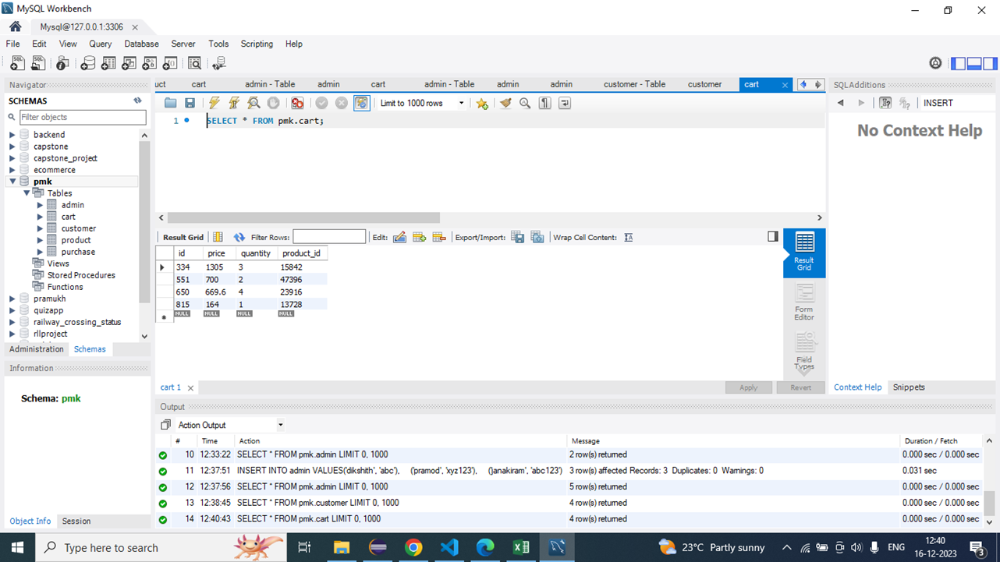 MySQL Workbench
Mysql@127.0.0.1:3306
File Edit View Query Database Server Tools Scripting Help
Navigator
SCHEMAS
Filter objects
backend
capstone
capstone_project
ecommerce
pmk
Tables
admin
cart
customer
product
purchase
Views
Stored Procedures
Functions
pramukh
quizapp
railway_crossing_status
rllproject
Administration Schemas
Information
Schema: pmk
Object Info Session
uct cart admin - Table admin cart admin - Table admin admin customer - Table customer cart
Limit to 1000 rows
1 SELECT * FROM pmk.cart;
Result Grid Filter Rows: Edit: Export/Import: Wrap Cell Content:
id price quantity product_id
334 1305 3 15842
551 700 2 47396
650 669.6 4 23916
815 164 1 13728
NULL NULL NULL NULL
Result
Grid
Form
Editor
Field
Types
cart 1 Apply Revert
SQLAdditions
INSERT
No Context Help
Context Help Snippets
Output
Action Output
# Time Action Message Duration / Fetch
10 12:33:22 SELECT * FROM pmk.admin LIMIT 0, 1000 2 row(s) returned 0.000 sec / 0.000 sec
11 12:37:51 INSERT INTO admin VALUES('dikshith', 'abc'), ('pramod', 'xyz123'), ('janakiram', 'abc123') 3 row(s) affected Records: 3 Duplicates: 0 Warnings: 0 0.031 sec
12 12:37:56 SELECT * FROM pmk.admin LIMIT 0, 1000 5 row(s) returned 0.000 sec / 0.000 sec
13 12:38:45 SELECT * FROM pmk.customer LIMIT 0, 1000 4 row(s) returned 0.000 sec / 0.000 sec
14 12:40:43 SELECT * FROM pmk.cart LIMIT 0, 1000 4 row(s) returned 0.000 sec / 0.000 sec
Type here to search
23°C Partly sunny
ENG
12:40
16-12-2023
3